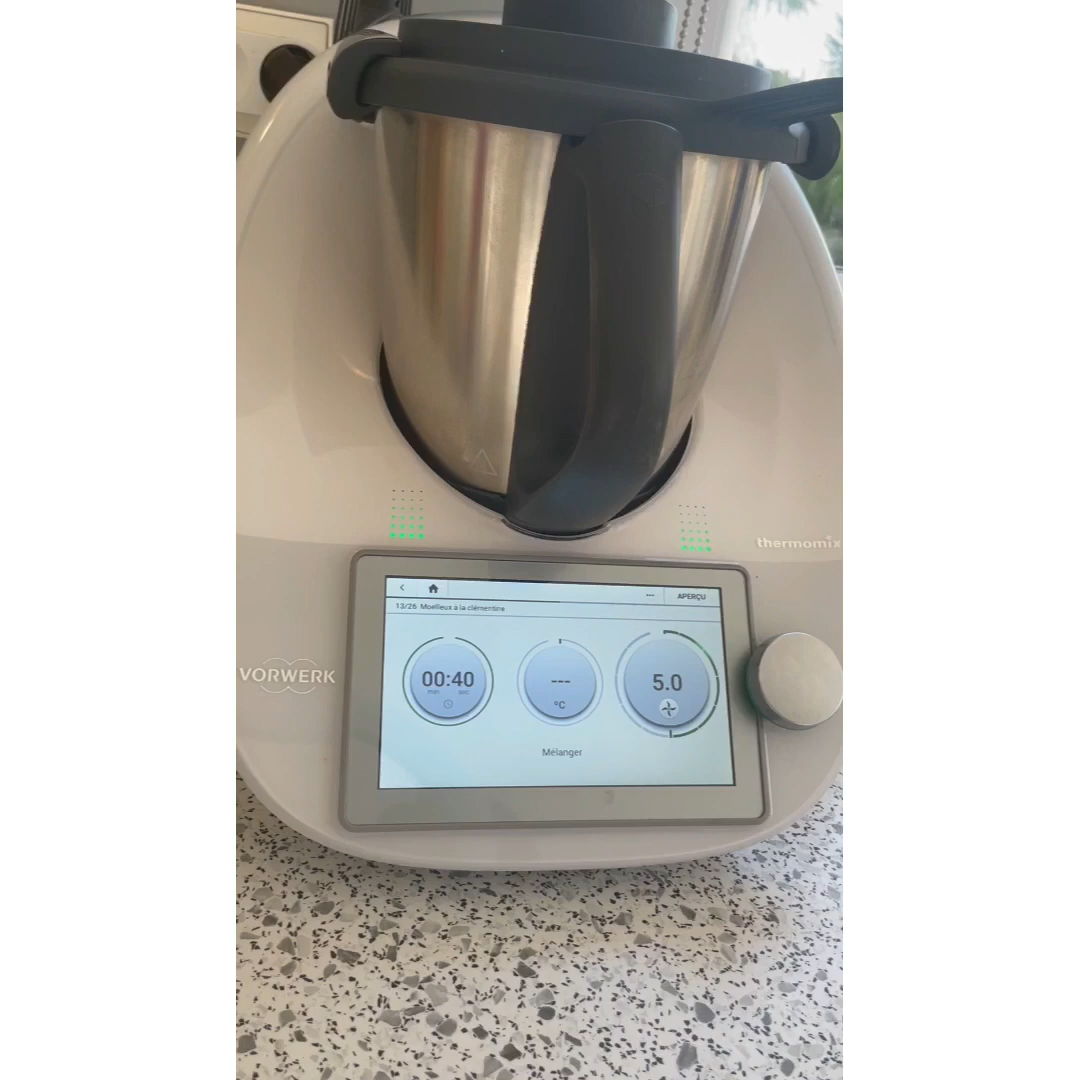 thermomix
APERÇU
13/26 Moelleux à la clémentine
00:40
min sec
---
°C
5.0
Mélanger
VORWERK